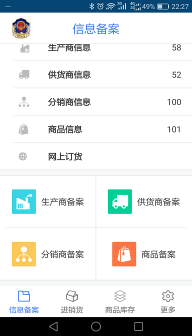 49% 22:27
信息备案
生产商信息 58
供货商信息 52
分销商信息 100
商品信息 101
网上订货
生产商备案 供货商备案
分销商备案 商品备案
信息备案 进销货 商品库存 更多